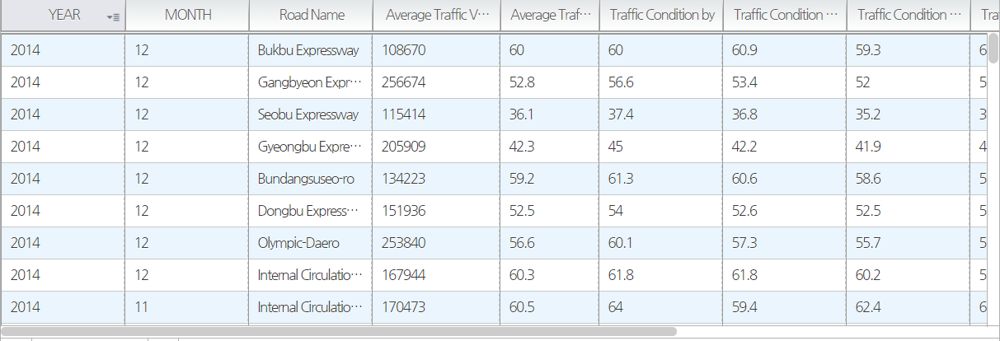 YEAR MONTH Road Name Average Traffic V··· Average Traf··· Traffic Condition by Traffic Condition ··· Traffic Condition ··· Tra
2014 12 Bukbu Expressway 108670 60 60 60.9 59.3 6
2014 12 Gangbyeon Expr··· 256674 52.8 56.6 53.4 52 5
2014 12 Seobu Expressway 115414 36.1 37.4 36.8 35.2 3
2014 12 Gyeongbu Expre··· 205909 42.3 45 42.2 41.9 4
2014 12 Bundangsuseo-ro 134223 59.2 61.3 60.6 58.6 5
2014 12 Dongbu Express··· 151936 52.5 54 52.6 52.5 5
2014 12 Olympic-Daero 253840 56.6 60.1 57.3 55.7 5
2014 12 Internal Circulatio··· 167944 60.3 61.8 61.8 60.2 5
2014 11 Internal Circulatio··· 170473 60.5 64 59.4 62.4 6